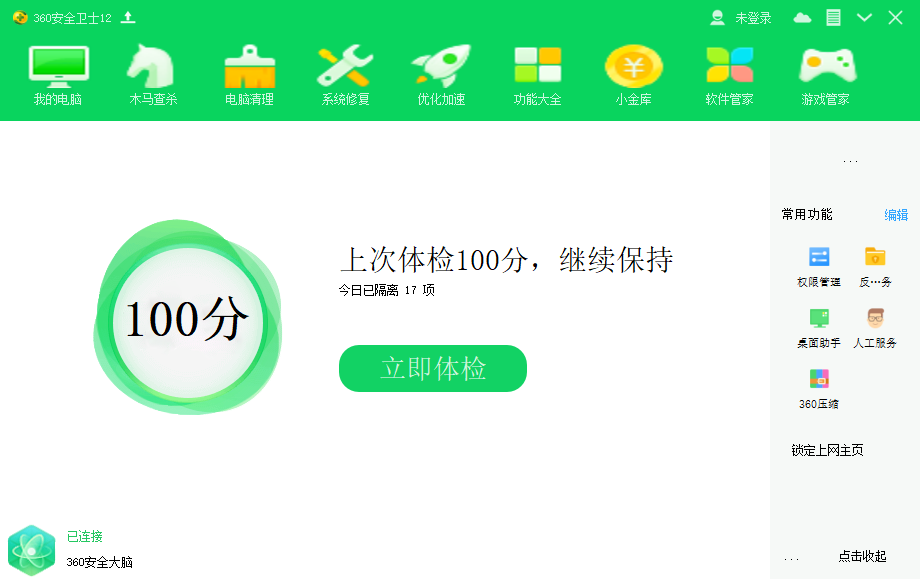 360安全卫士12
未登录
我的电脑
木马查杀
电脑清理
系统修复
优化加速
功能大全
小金库
软件管家
游戏管家
...
常用功能
编辑
上次体检100分，继续保持
今日已隔离 17 项
100分
立即体检
权限管理
反…务
桌面助手
人工服务
360压缩
锁定上网主页
已连接
360安全大脑
...
点击收起